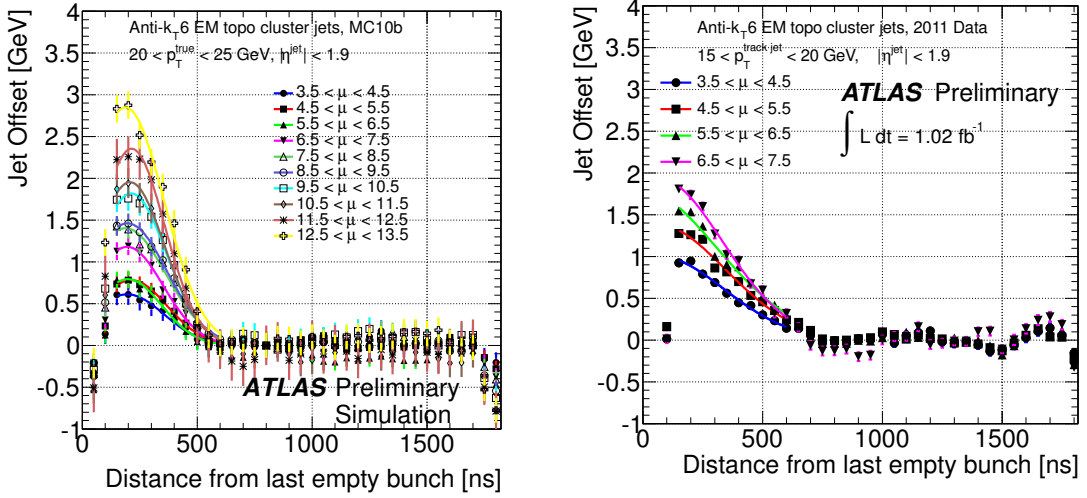 Jet Offset [GeV]
4
3.5
3
2.5
2
1.5
1
0.5
0
-0.5
-1
Anti-k_T6 EM topo cluster jets, MC10b
20 < p_T^true < 25 GeV, |η^jet| < 1.9
3.5 < μ < 4.5
4.5 < μ < 5.5
5.5 < μ < 6.5
6.5 < μ < 7.5
7.5 < μ < 8.5
8.5 < μ < 9.5
9.5 < μ < 10.5
10.5 < μ < 11.5
11.5 < μ < 12.5
12.5 < μ < 13.5
ATLAS Preliminary
Simulation
0 500 1000 1500
Distance from last empty bunch [ns]
Jet Offset [GeV]
4
3.5
3
2.5
2
1.5
1
0.5
0
-0.5
-1
Anti-k_T6 EM topo cluster jets, 2011 Data
15 < p_T^track jet < 20 GeV, |η^jet| < 1.9
3.5 < μ < 4.5
4.5 < μ < 5.5
5.5 < μ < 6.5
6.5 < μ < 7.5
ATLAS Preliminary
∫ L dt = 1.02 fb^-1
0 500 1000 1500
Distance from last empty bunch [ns]